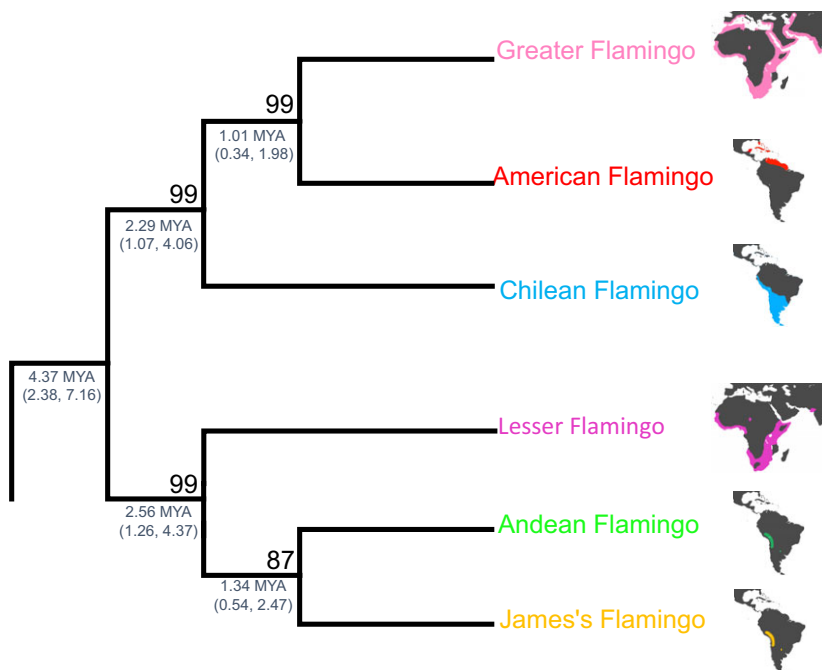 Greater Flamingo
99
1.01 MYA
(0.34, 1.98)
American Flamingo
99
2.29 MYA
(1.07, 4.06)
Chilean Flamingo
4.37 MYA
(2.38, 7.16)
Lesser Flamingo
99
2.56 MYA
(1.26, 4.37)
Andean Flamingo
87
1.34 MYA
(0.54, 2.47)
James's Flamingo